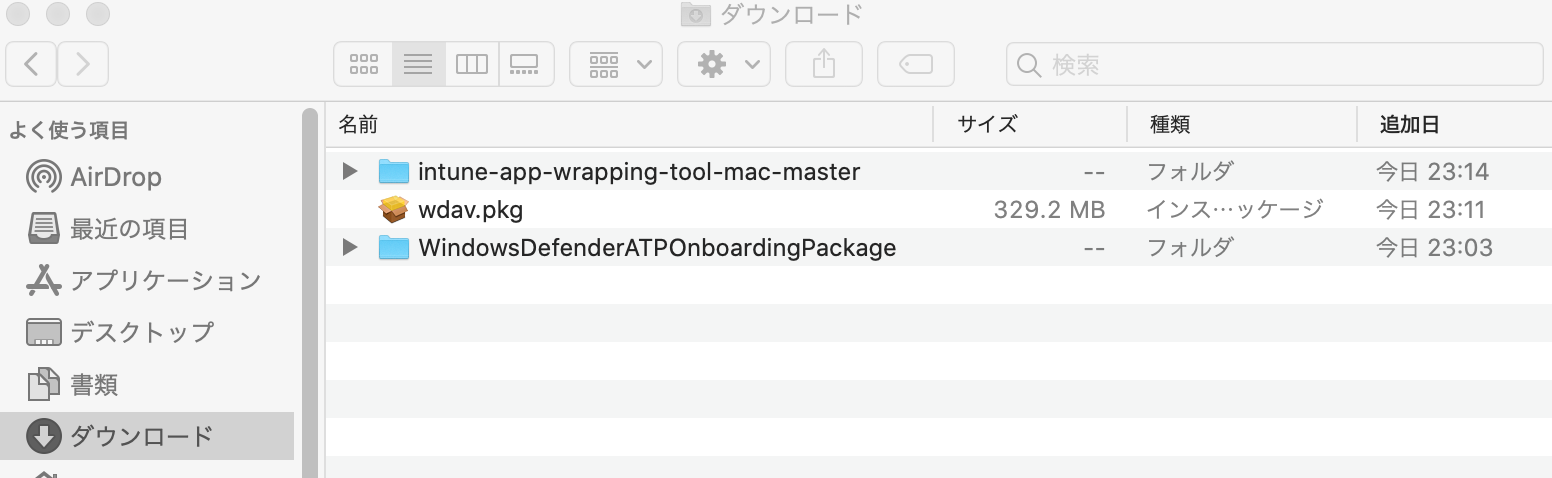 ダウンロード
検索
よく使う項目
AirDrop
最近の項目
アプリケーション
デスクトップ
書類
ダウンロード
名前 サイズ 種類 追加日
intune-app-wrapping-tool-mac-master -- フォルダ 今日 23:14
wdav.pkg 329.2 MB インス…ッケージ 今日 23:11
WindowsDefenderATPOnboardingPackage -- フォルダ 今日 23:03